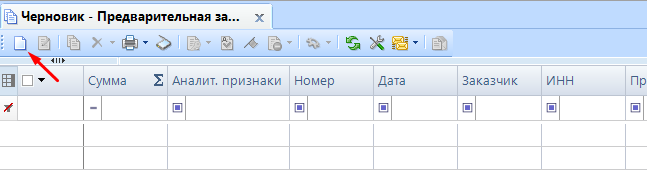 Черновик - Предварительная за...
Сумма Σ Аналит. признаки Номер Дата Заказчик ИНН Пр